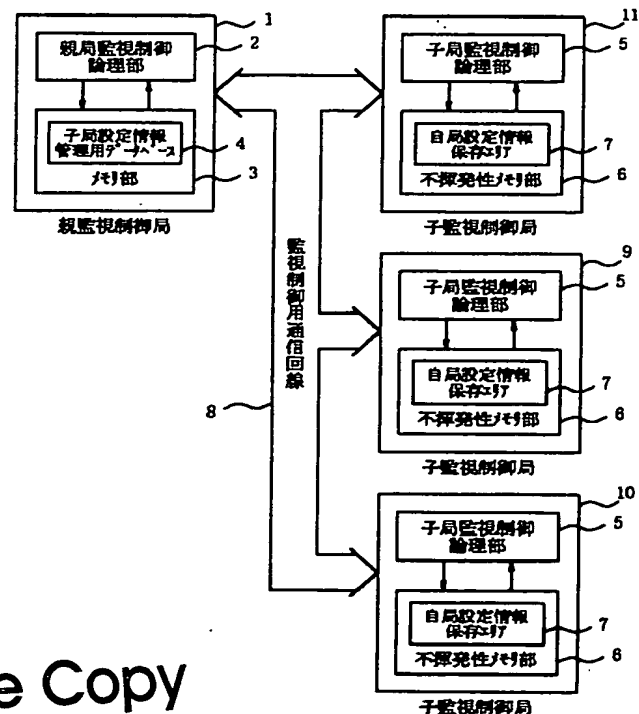 1
親局監視制御
論理部
2
子局設定情報
管理用データベース
4
メモリ部
3
親監視制御局
監視制御用通信回線
8
11
子局監視制御
論理部
5
自局設定情報
保存エリア
7
不揮発性メモリ部
6
子監視制御局
9
子局監視制御
論理部
5
自局設定情報
保存エリア
7
不揮発性メモリ部
6
子監視制御局
10
子局監視制御
論理部
5
自局設定情報
保存エリア
7
不揮発性メモリ部
6
子監視制御局
e Copy